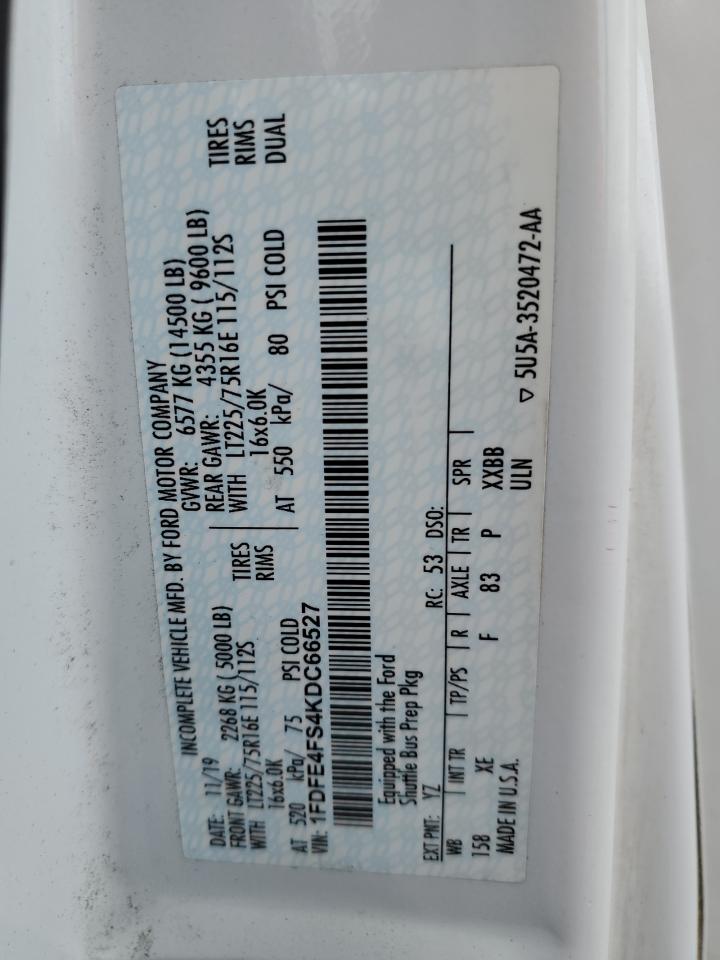 INCOMPLETE VEHICLE MFD. BY FORD MOTOR COMPANY
DATE: 11/19 GVWR: 6577 KG (14500 LB)
FRONT GAWR: 2268 KG (5000 LB) REAR GAWR: 4355 KG (9600 LB)
WITH LT225/75R16E 115/112S TIRES WITH LT225/75R16E 115/112S TIRES
16x6.0K RIMS 16x6.0K RIMS
AT 520 kPa/ 75 PSI COLD AT 550 kPa/ 80 PSI COLD DUAL
VIN: 1FDFE4FS4KDC66527
Equipped with the Ford
Shuttle Bus Prep Pkg
EXT PNT: YZ RC: 53 DSO:
WB INT TR TP/PS R AXLE TR SPR
158 XE F 83 P XXBB
MADE IN U.S.A. ULN
▽ 5U5A-3520472-AA